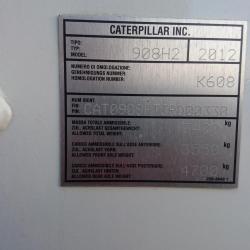 CATERPILLAR INC.
TIPO:
TYP:
MODEL: 908H2 2012
NUMERO DI OMOLOGAZIONE:
GENEHMIGUNGS NUMMER:
HOMOLOGATION NUMBER: K608
NUM IDENT
FIN
PIN:
MASSA TOTALE AMMISSIBILE kg
ZUL. ACHSLAST GESAMTGEWICHT
ALLOWED TOTAL WEIGHT
CARICO AMMISSIBILE SULL'ASSE ANTERIORE kg
ZUL. ACHSLAST VORN
ALLOWED FRONT AXLE WEIGHT
CARICO AMMISSIBILE SULL'ASSE POSTERIORE kg
ZUL. ACHSLAST HINTEN
ALLOWED REAR AXLE WEIGHT